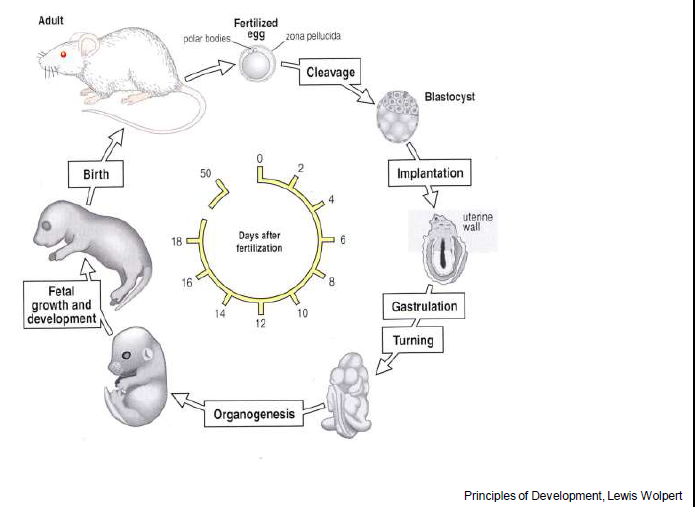 Adult
Fertilized
egg
polar bodies
zona pellucida
Cleavage
Blastocyst
Implantation
uterine
wall
Gastrulation
Turning
Organogenesis
Fetal
growth and
development
Birth
0
2
4
6
8
10
12
14
16
18
50
Days after
fertilization
Principles of Development, Lewis Wolpert